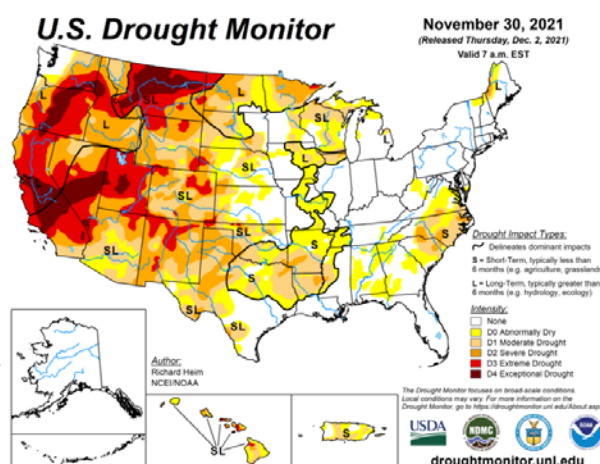 U.S. Drought Monitor
November 30, 2021
(Released Thursday, Dec. 2, 2021)
Valid 7 a.m. EST
L
L
SL
L
SL
L
L
L
SL
SL
L
SL
SL
S
S
S
S
SL
SL
Drought Impact Types:
Delineates dominant impacts
S = Short-Term, typically less than
6 months (e.g. agriculture, grasslands
L = Long-Term, typically greater than
6 months (e.g. hydrology, ecology)
Intensity:
None
D0 Abnormally Dry
D1 Moderate Drought
D2 Severe Drought
D3 Extreme Drought
D4 Exceptional Drought
Author:
Richard Heim
NCEI/NOAA
SL
S
The Drought Monitor focuses on broad-scale conditions.
Local conditions may vary. For more information on the
Drought Monitor, go to https://droughtmonitor.unl.edu/About.asp
USDA
NDMC
NOAA
droughtmonitor.unl.edu